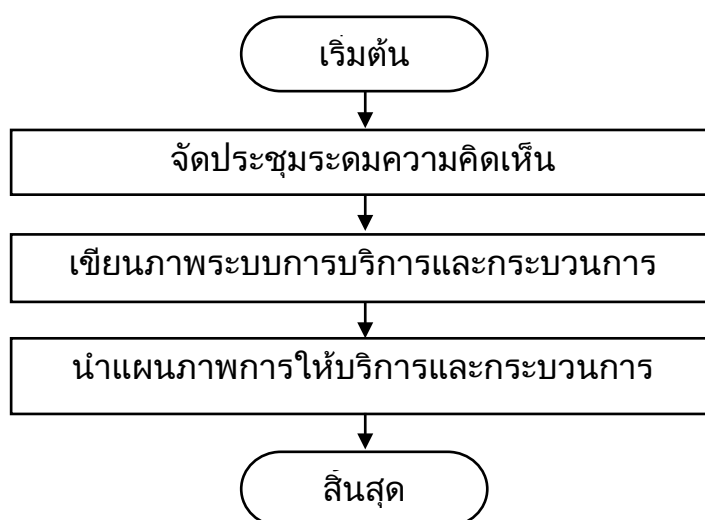 เริ่มต้น
จัดประชุมระดมความคิดเห็น
เขียนภาพระบบการบริการและกระบวนการ
นำแผนภาพการให้บริการและกระบวนการ
สิ้นสุด